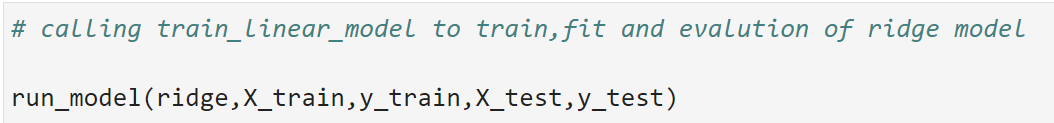 # calling train_linear_model to train,fit and evalution of ridge model
run_model(ridge,X_train,y_train,X_test,y_test)